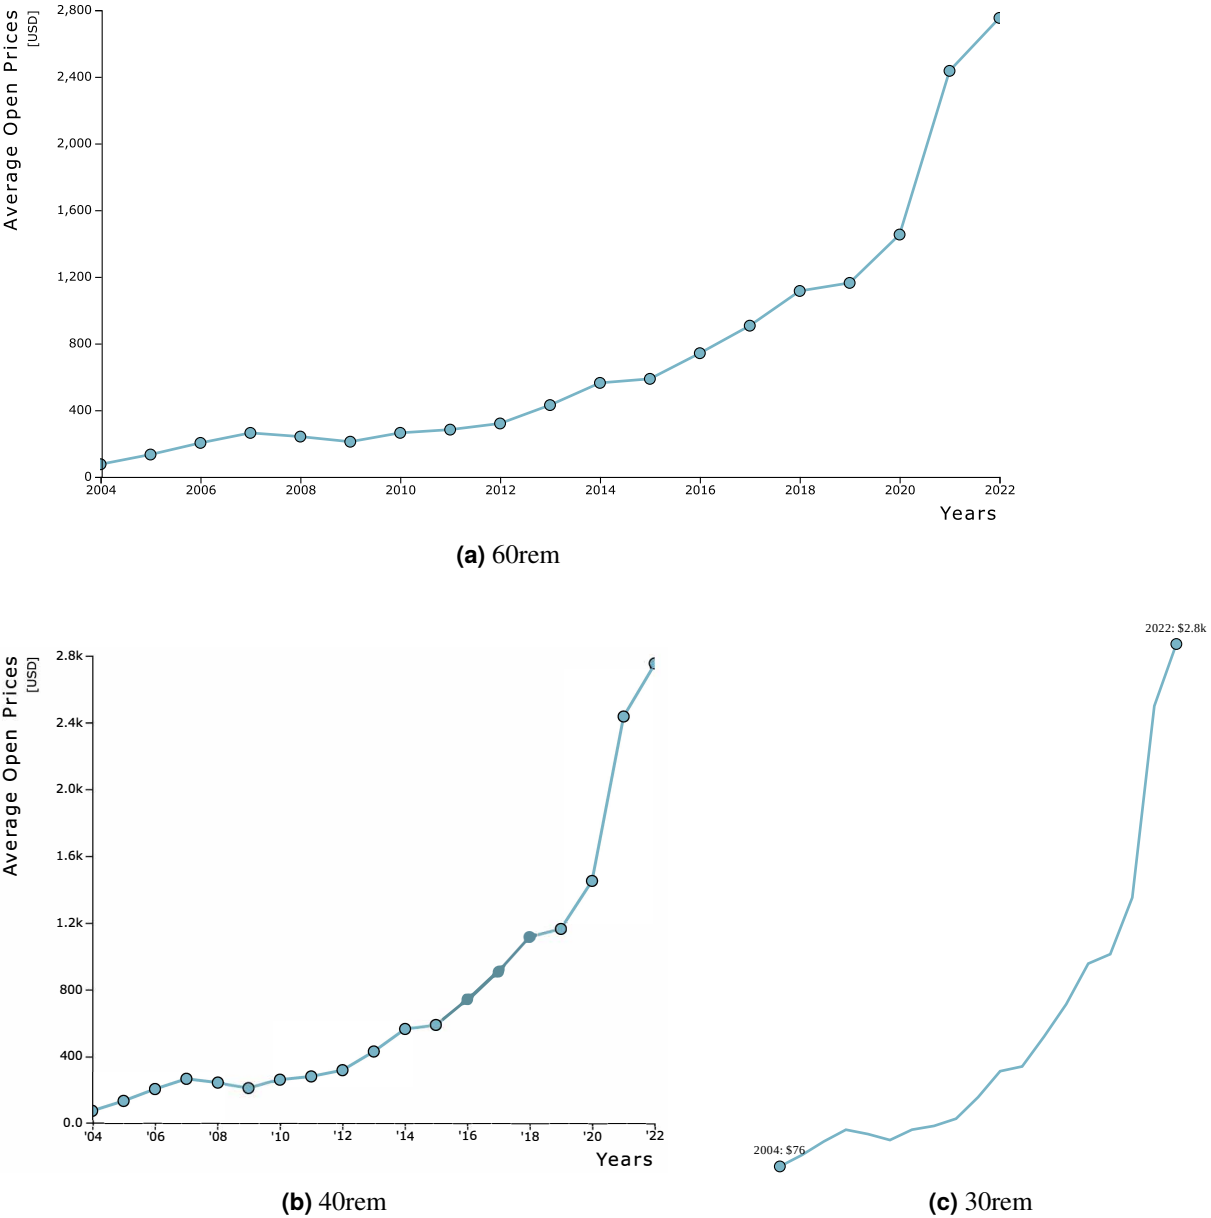 Average Open Prices
[USD]
2,800
2,400
2,000
1,600
1,200
800
400
0
2004 2006 2008 2010 2012 2014 2016 2018 2020 2022
Years
(a) 60rem
Average Open Prices
[USD]
2.8k
2.4k
2.0k
1.6k
1.2k
800
400
0.0
'04 '06 '08 '10 '12 '14 '16 '18 '20 '22
Years
(b) 40rem
2022: $2.8k
2004: $76
(c) 30rem